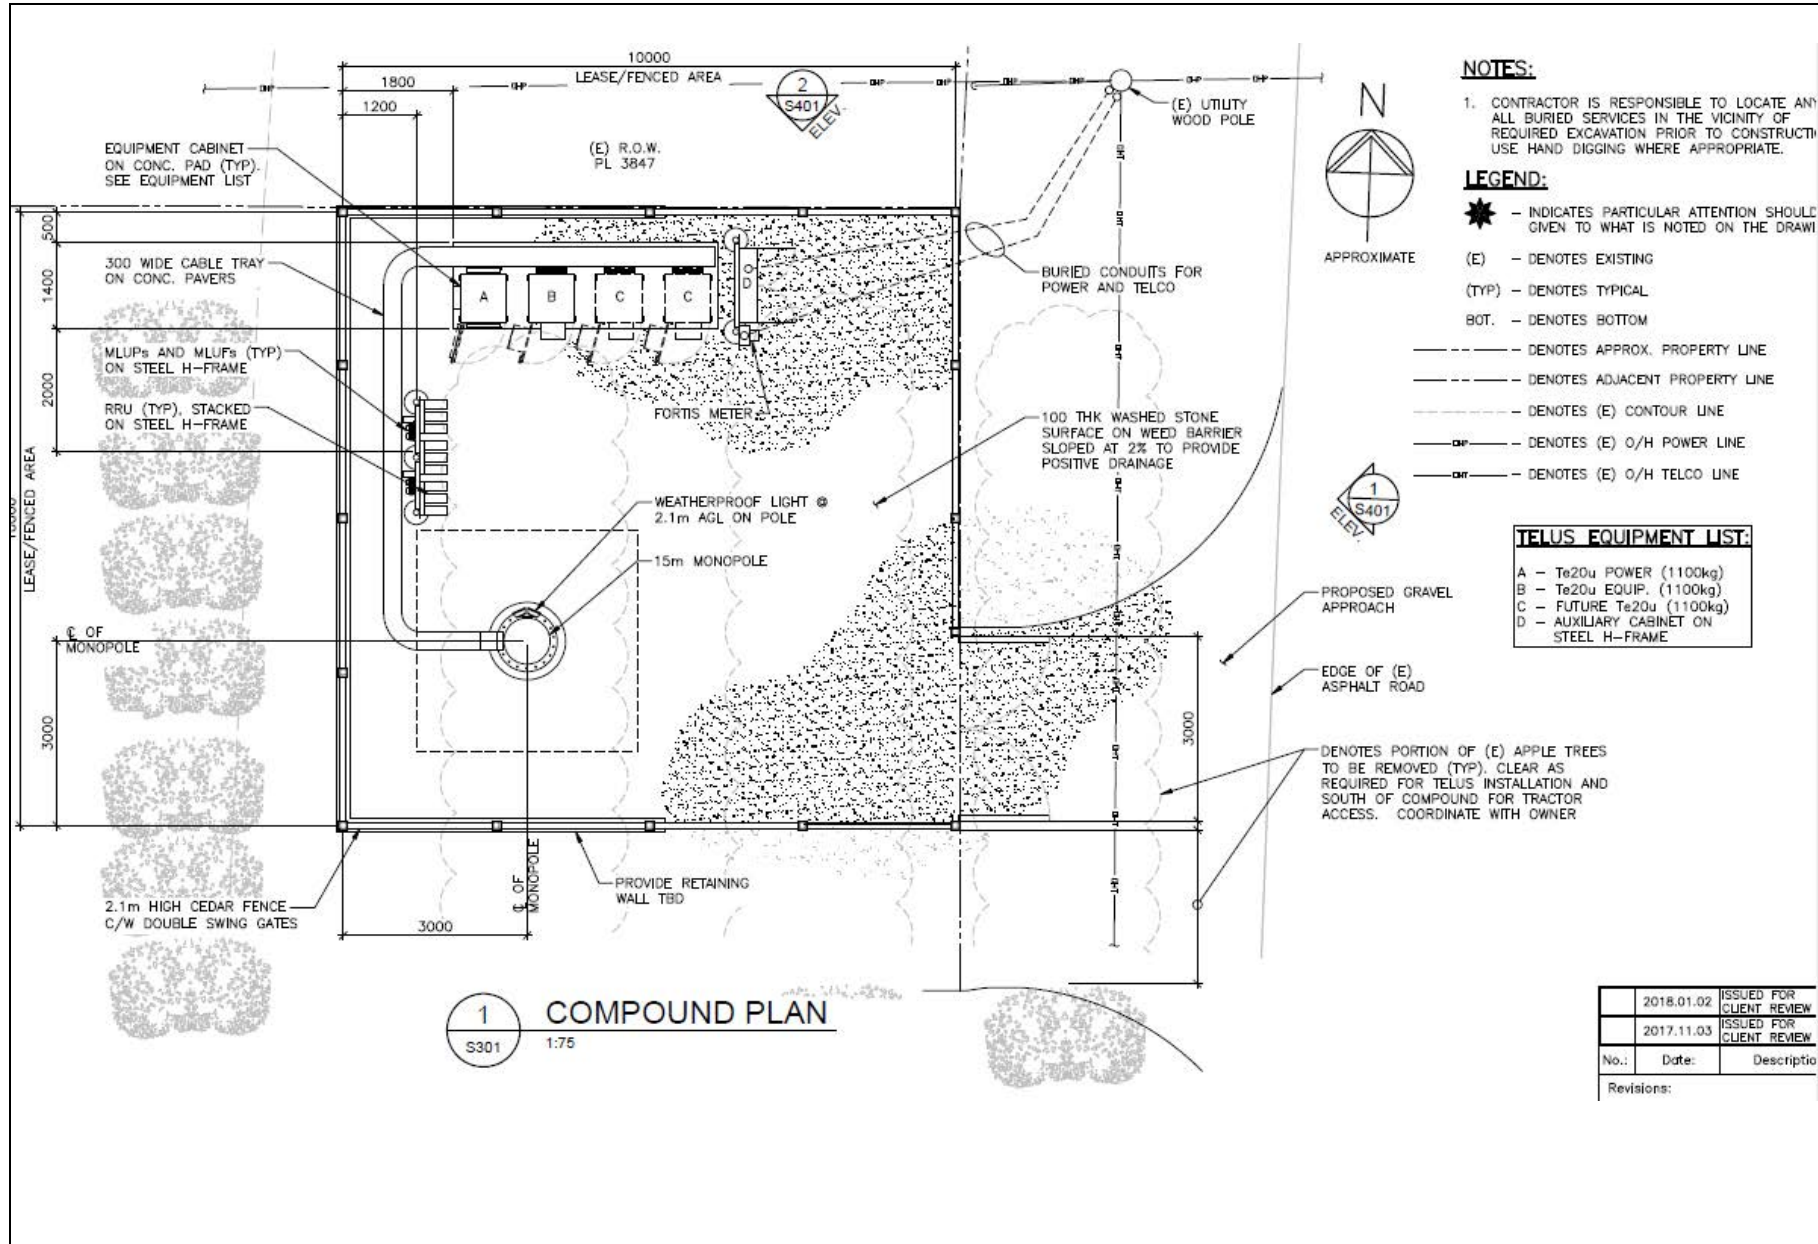 10000
LEASE/FENCED AREA
1800
1200
2
S401
ELEV.
(E) UTILITY
WOOD POLE
(E) R.O.W.
PL 3847
EQUIPMENT CABINET
ON CONC. PAD (TYP).
SEE EQUIPMENT LIST
300 WIDE CABLE TRAY
ON CONC. PAVERS
MLUPs AND MLUFs (TYP)
ON STEEL H-FRAME
RRU (TYP), STACKED
ON STEEL H-FRAME
500
1400
2000
3000
LEASE/FENCED AREA
A
B
C
C
D
BURIED CONDUITS FOR
POWER AND TELCO
FORTIS METER
100 THK WASHED STONE
SURFACE ON WEED BARRIER
SLOPED AT 2% TO PROVIDE
POSITIVE DRAINAGE
WEATHERPROOF LIGHT @
2.1m AGL ON POLE
15m MONOPOLE
℄ OF
MONOPOLE
℄ OF
MONOPOLE
3000
2.1m HIGH CEDAR FENCE
C/W DOUBLE SWING GATES
PROVIDE RETAINING
WALL TBD
3000
PROPOSED GRAVEL
APPROACH
EDGE OF (E)
ASPHALT ROAD
DENOTES PORTION OF (E) APPLE TREES
TO BE REMOVED (TYP). CLEAR AS
REQUIRED FOR TELUS INSTALLATION AND
SOUTH OF COMPOUND FOR TRACTOR
ACCESS. COORDINATE WITH OWNER
1
S301
COMPOUND PLAN
1:75
N
APPROXIMATE
1
S401
ELEV.
NOTES:
1. CONTRACTOR IS RESPONSIBLE TO LOCATE ANY
ALL BURIED SERVICES IN THE VICINITY OF
REQUIRED EXCAVATION PRIOR TO CONSTRUCTI
USE HAND DIGGING WHERE APPROPRIATE.
LEGEND:
– INDICATES PARTICULAR ATTENTION SHOULD
GIVEN TO WHAT IS NOTED ON THE DRAWI
(E) – DENOTES EXISTING
(TYP) – DENOTES TYPICAL
BOT. – DENOTES BOTTOM
– DENOTES APPROX. PROPERTY LINE
– DENOTES ADJACENT PROPERTY LINE
– DENOTES (E) CONTOUR LINE
OHP – DENOTES (E) O/H POWER LINE
OHT – DENOTES (E) O/H TELCO LINE
TELUS EQUIPMENT LIST:
A – Te20u POWER (1100kg)
B – Te20u EQUIP. (1100kg)
C – FUTURE Te20u (1100kg)
D – AUXILIARY CABINET ON
STEEL H-FRAME
2018.01.02 ISSUED FOR
CLIENT REVIEW
2017.11.03 ISSUED FOR
CLIENT REVIEW
No.: Date: Descriptio
Revisions: